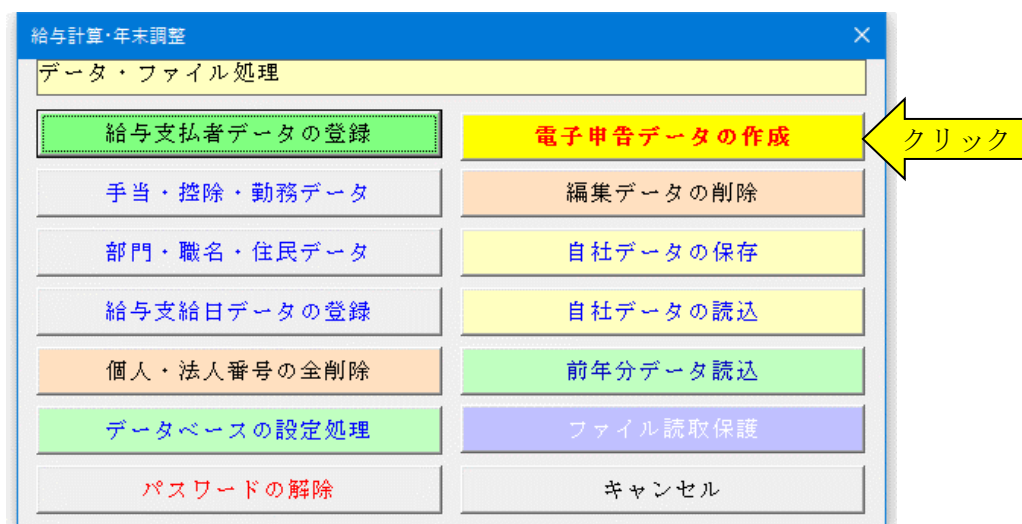 給与計算・年末調整
データ・ファイル処理
給与支払者データの登録
電子申告データの作成
クリック
手当・控除・勤務データ
編集データの削除
部門・職名・住民データ
自社データの保存
給与支給日データの登録
自社データの読込
個人・法人番号の全削除
前年分データ読込
データベースの設定処理
ファイル読取保護
パスワードの解除
キャンセル